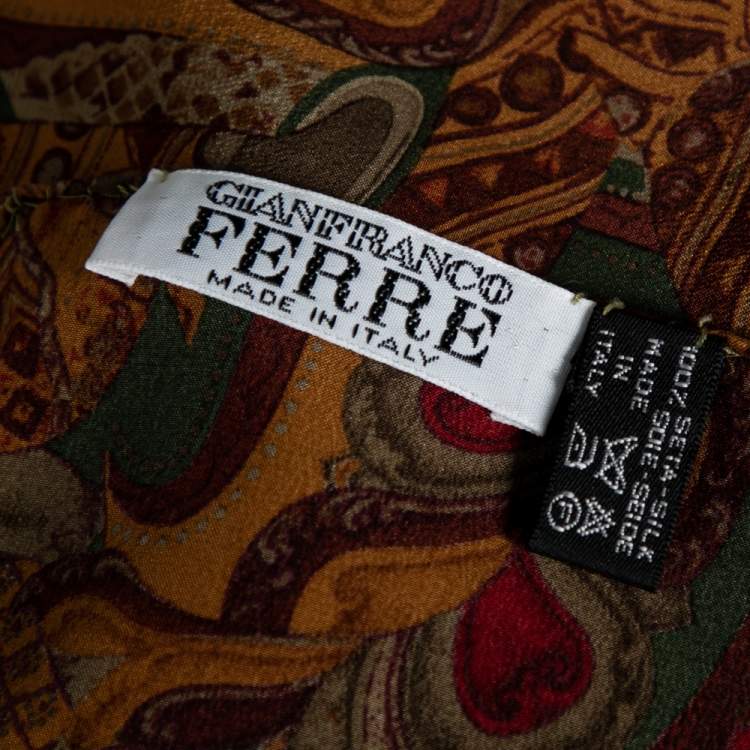 GIANFRANCO
FERRE
MADE IN ITALY
100% SETA-SILK
SOIE-SEIDE
MADE
IN
ITALY
P